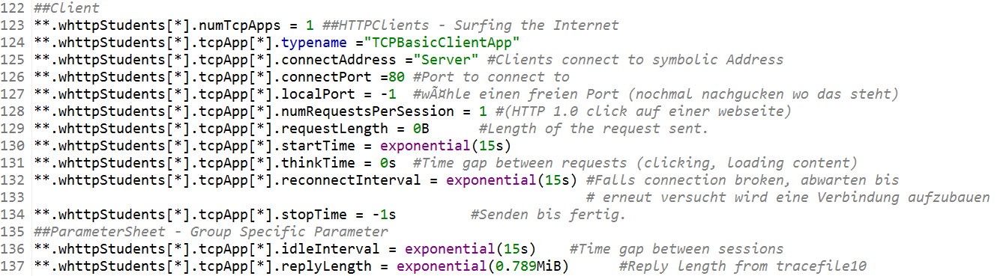 122 ##Client
123 **.whttpStudents[*].numTcpApps = 1 ##HTTPClients - Surfing the Internet
124 **.whttpStudents[*].tcpApp[*].typename ="TCPBasicClientApp"
125 **.whttpStudents[*].tcpApp[*].connectAddress ="Server" #Clients connect to symbolic Address
126 **.whttpStudents[*].tcpApp[*].connectPort =80 #Port to connect to
127 **.whttpStudents[*].tcpApp[*].localPort = -1  #wÃ¤hle einen freien Port (nochmal nachgucken wo das steht)
128 **.whttpStudents[*].tcpApp[*].numRequestsPerSession = 1 #(HTTP 1.0 click auf einer webseite)
129 **.whttpStudents[*].tcpApp[*].requestLength = 0B      #Length of the request sent.
130 **.whttpStudents[*].tcpApp[*].startTime = exponential(15s)
131 **.whttpStudents[*].tcpApp[*].thinkTime = 0s  #Time gap between requests (clicking, loading content)
132 **.whttpStudents[*].tcpApp[*].reconnectInterval = exponential(15s) #Falls connection broken, abwarten bis
133                                                                    # erneut versucht wird eine Verbindung aufzubauen
134 **.whttpStudents[*].tcpApp[*].stopTime = -1s         #Senden bis fertig.
135 ##ParameterSheet - Group Specific Parameter
136 **.whttpStudents[*].tcpApp[*].idleInterval = exponential(15s)    #Time gap between sessions
137 **.whttpStudents[*].tcpApp[*].replyLength = exponential(0.789MiB)      #Reply length from tracefile10